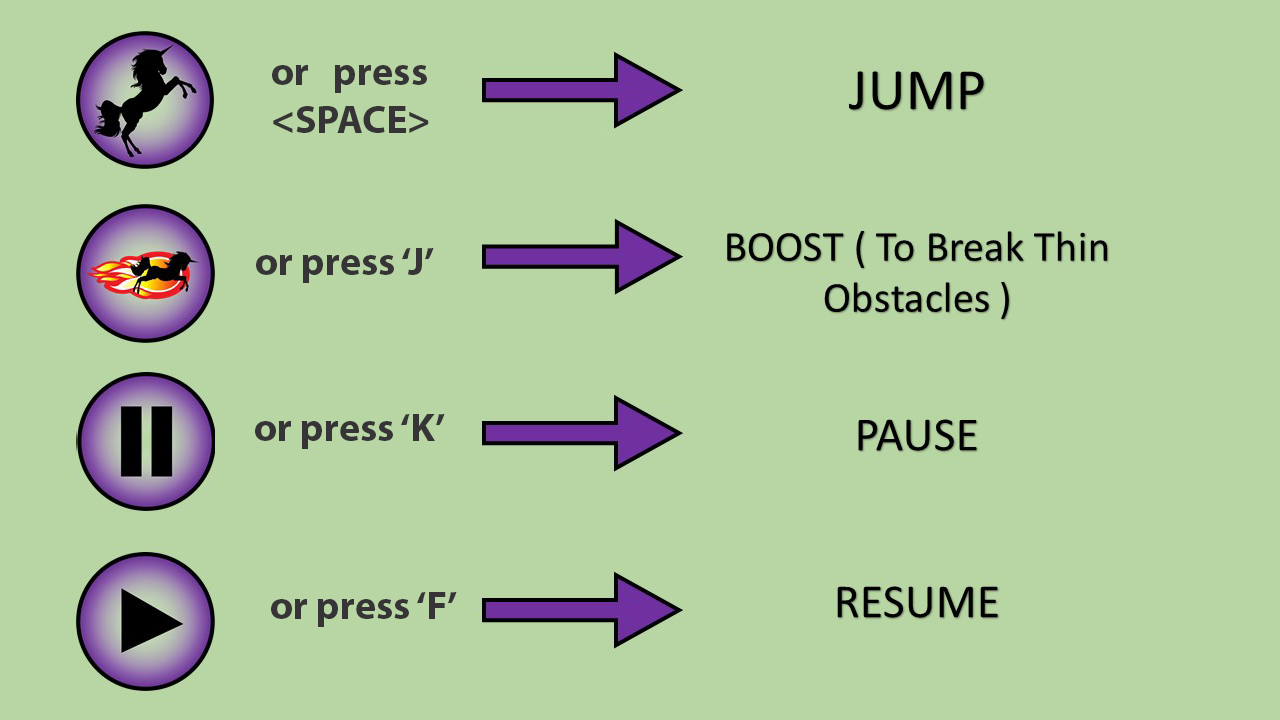 or press
<SPACE>
JUMP
or press ‘J’
BOOST ( To Break Thin
Obstacles )
or press ‘K’
PAUSE
or press ‘F’
RESUME